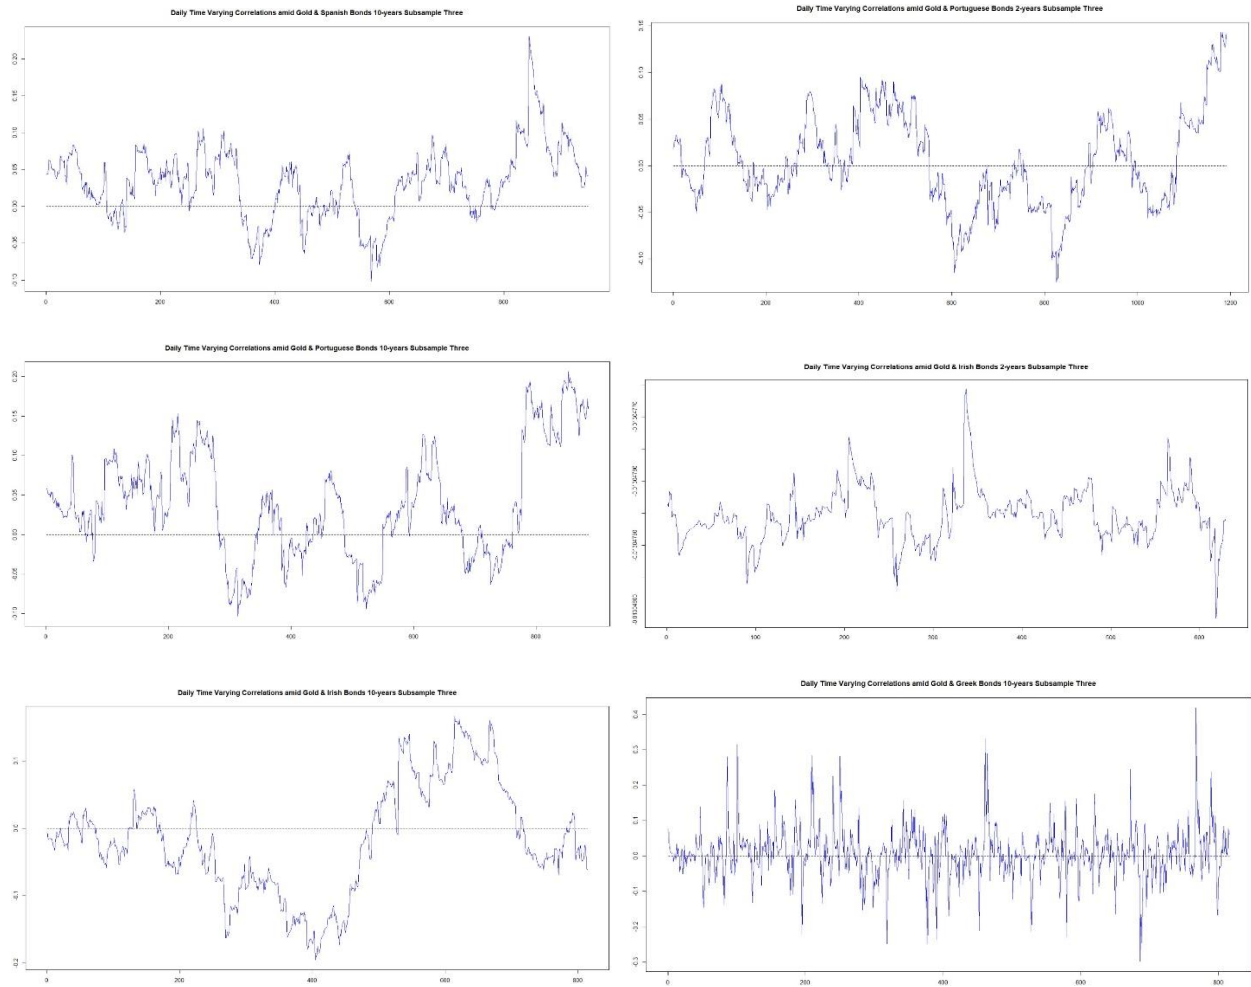 Daily Time Varying Correlations amid Gold & Spanish Bonds 10-years Subsample Three
0.20
0.15
0.10
0.05
0.00
-0.05
-0.10
0 200 400 600 800
Daily Time Varying Correlations amid Gold & Portuguese Bonds 2-years Subsample Three
0.15
0.10
0.05
0.00
-0.05
-0.10
0 200 400 600 800 1000 1200
Daily Time Varying Correlations amid Gold & Portuguese Bonds 10-years Subsample Three
0.20
0.15
0.10
0.05
0.00
-0.05
-0.10
0 200 400 600 800
Daily Time Varying Correlations amid Gold & Irish Bonds 2-years Subsample Three
0 100 200 300 400 500 600
Daily Time Varying Correlations amid Gold & Irish Bonds 10-years Subsample Three
0.1
0.0
-0.1
-0.2
0 200 400 600 800
Daily Time Varying Correlations amid Gold & Greek Bonds 10-years Subsample Three
0.4
0.3
0.2
0.1
0.0
-0.1
-0.2
-0.3
0 200 400 600 800